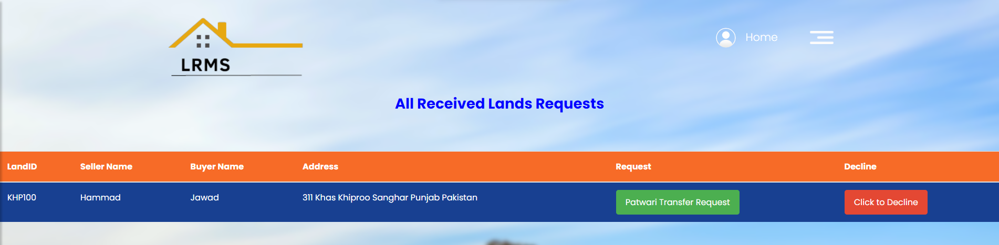 Home
LRMS
All Received Lands Requests
LandID Seller Name Buyer Name Address Request Decline
KHP100 Hammad Jawad 311 Khas Khiproo Sanghar Punjab Pakistan Patwari Transfer Request Click to Decline